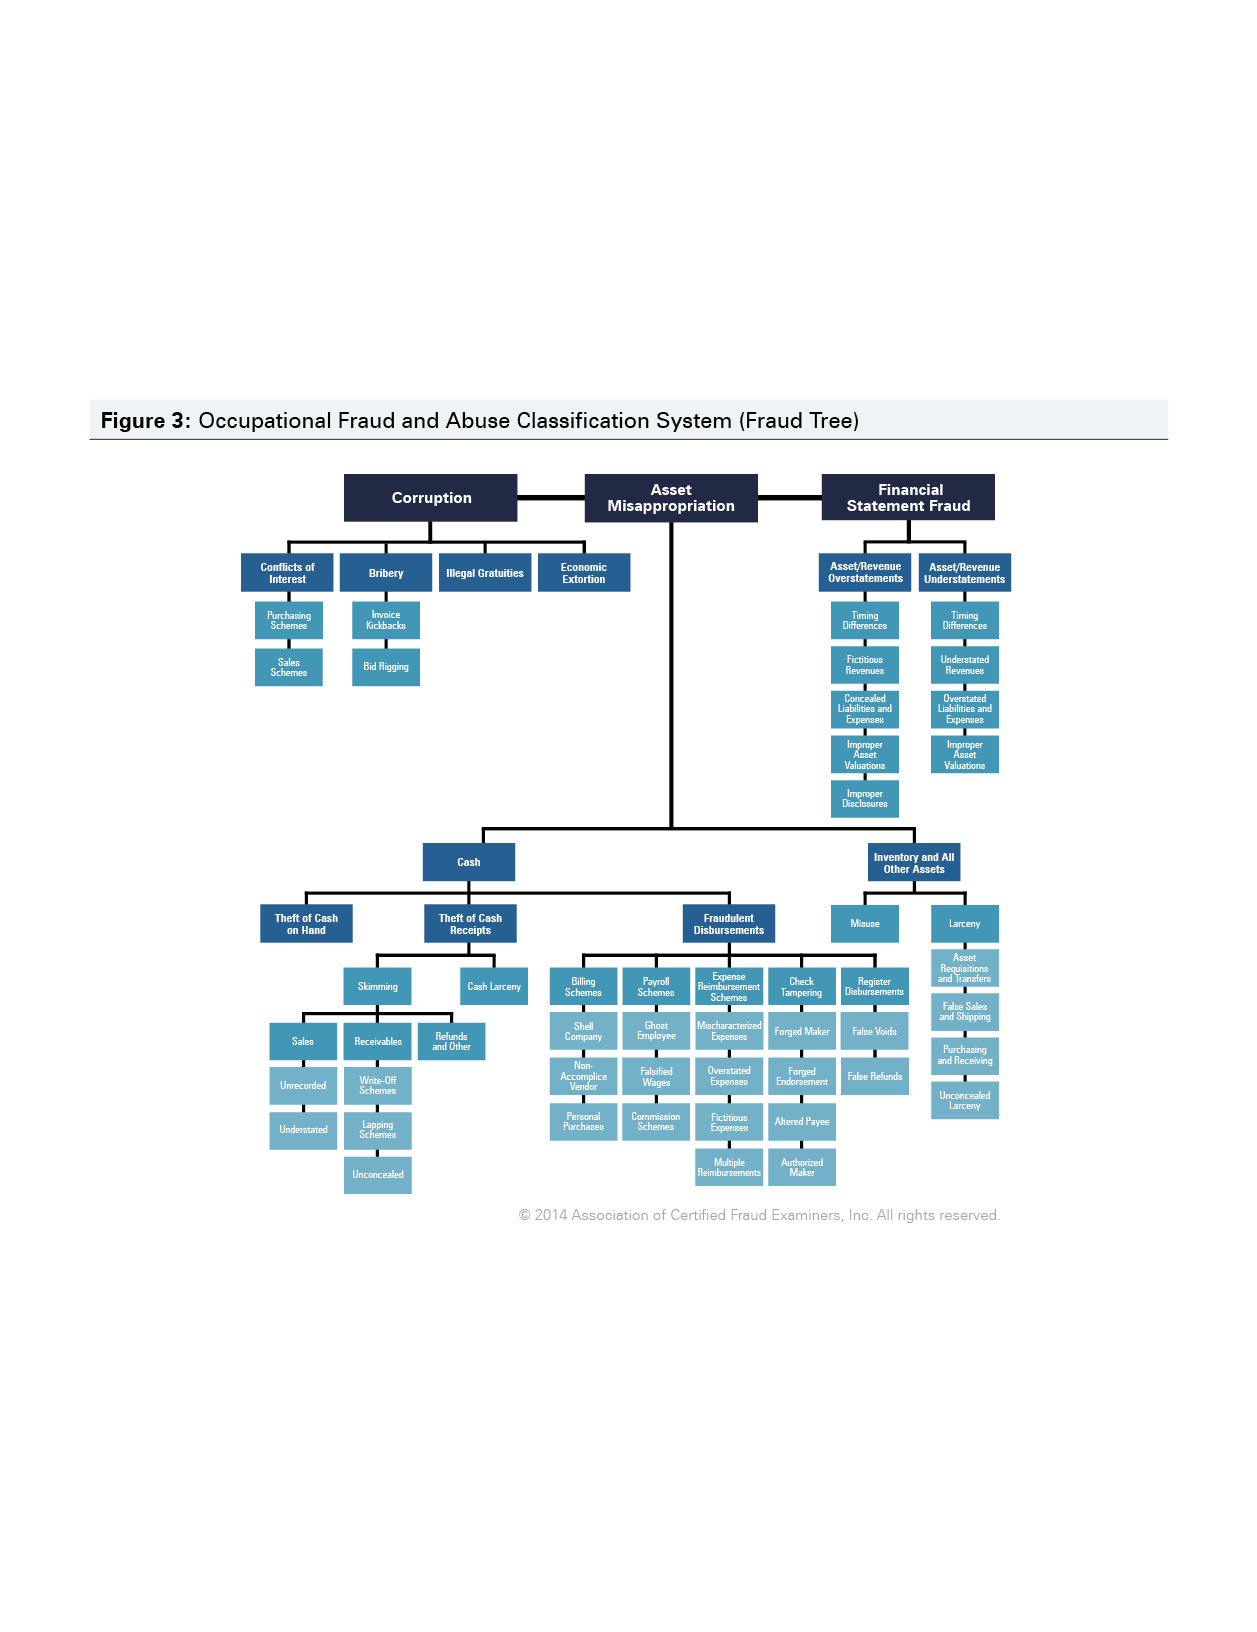 Figure 3: Occupational Fraud and Abuse Classification System (Fraud Tree)
Corruption
Asset
Misappropriation
Financial
Statement Fraud
Conflicts of
Interest
Bribery
Illegal Gratuities
Economic
Extortion
Asset/Revenue
Overstatements
Asset/Revenue
Understatements
Purchasing
Schemes
Sales
Schemes
Invoice
Kickbacks
Bid Rigging
Timing
Differences
Fictitious
Revenues
Concealed
Liabilities and
Expenses
Improper
Asset
Valuations
Improper
Disclosures
Timing
Differences
Understated
Revenues
Overstated
Liabilities and
Expenses
Improper
Asset
Valuations
Cash
Inventory and All
Other Assets
Theft of Cash
on Hand
Theft of Cash
Receipts
Fraudulent
Disbursements
Misuse
Larceny
Asset
Requisitions
and Transfers
False Sales
and Shipping
Purchasing
and Receiving
Unconcealed
Larceny
Skimming
Cash Larceny
Sales
Receivables
Refunds
and Other
Unrecorded
Understated
Write-Off
Schemes
Lapping
Schemes
Unconcealed
Billing
Schemes
Shell
Company
Non-
Accomplice
Vendor
Personal
Purchases
Payroll
Schemes
Ghost
Employee
Falsified
Wages
Commission
Schemes
Expense
Reimbursement
Schemes
Mischaracterized
Expenses
Overstated
Expenses
Fictitious
Expenses
Multiple
Reimbursements
Check
Tampering
Forged Maker
Forged
Endorsement
Altered Payee
Authorized
Maker
Register
Disbursements
False Voids
False Refunds
© 2014 Association of Certified Fraud Examiners, Inc. All rights reserved.